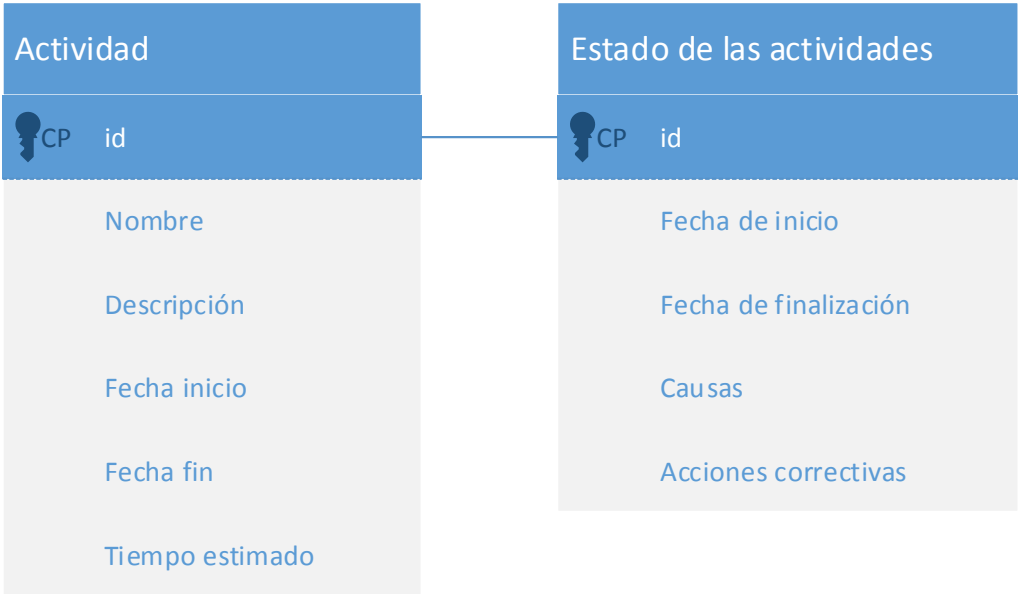 Actividad
CP id
Nombre
Descripción
Fecha inicio
Fecha fin
Tiempo estimado
Estado de las actividades
CP id
Fecha de inicio
Fecha de finalización
Causas
Acciones correctivas